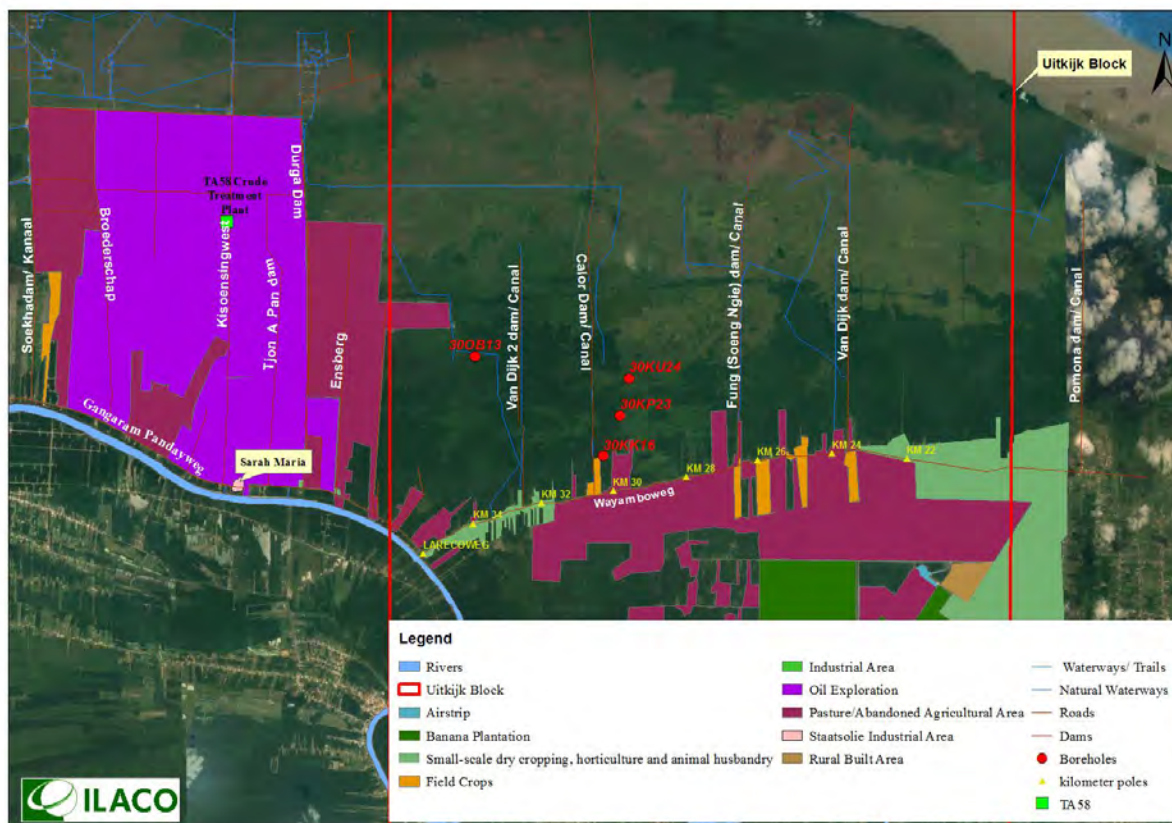 N
Uitkijk Block
TA58 Crude
Treatment
Plant
Durga Dam
Soekhadam/ Kanaal
Broederschap
Kisoensingwest
Tjon A Pan dam
Ensberg
Gangaram Pandayweg
Sarah Maria
30OB13
Van Dijk 2 dam/ Canal
Calor Dam/ Canal
30KU24
30KP23
30KK16
Fung (Soeng Ngie) dam/ Canal
Van Dijk dam/ Canal
Pomona dam/ Canal
LARECOWEG
KM 34
KM 32
KM 30
KM 28
KM 26
KM 24
KM 22
Wayamboweg
Legend
Rivers
Uitkijk Block
Airstrip
Banana Plantation
Small-scale dry cropping, horticulture and animal husbandry
Field Crops
Industrial Area
Oil Exploration
Pasture/Abandoned Agricultural Area
Staatsolie Industrial Area
Rural Built Area
Waterways/ Trails
Natural Waterways
Roads
Dams
Boreholes
kilometer poles
TA58
ILACO